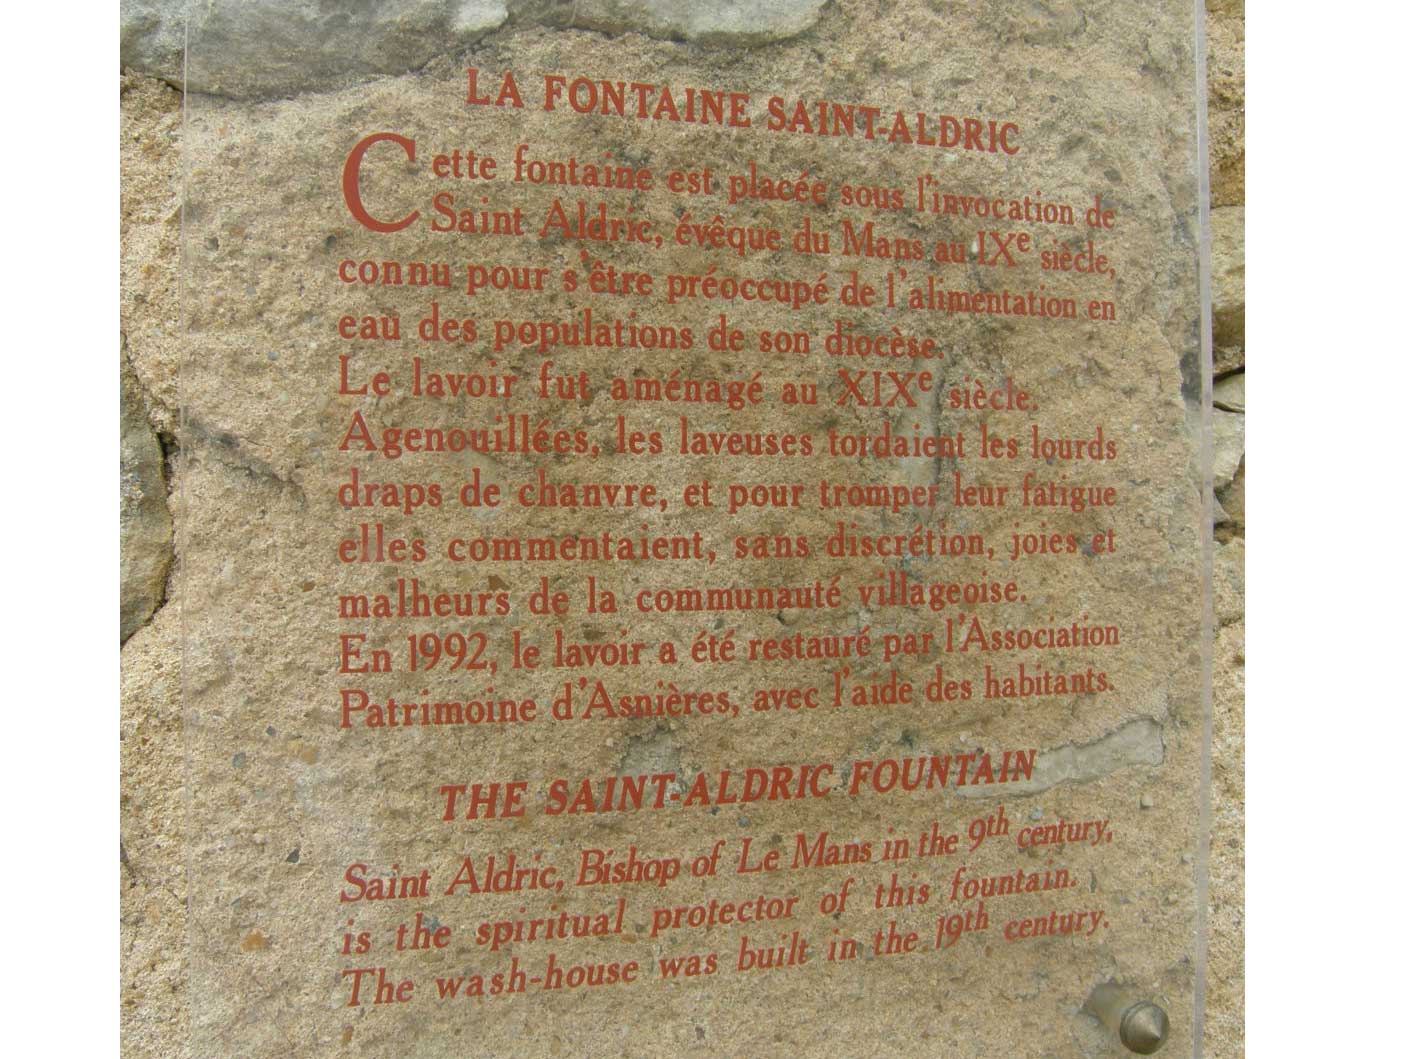 LA FONTAINE SAINT-ALDRIC
Cette fontaine est placée sous l'invocation de
Saint Aldric, évêque du Mans au IXe siècle,
connu pour s'être préoccupé de l'alimentation en
eau des populations de son diocèse.
Le lavoir fut aménagé au XIXe siècle.
Agenouillées, les laveuses tordaient les lourds
draps de chanvre, et pour tromper leur fatigue
elles commentaient, sans discrétion, joies et
malheurs de la communauté villageoise.
En 1992, le lavoir a été restauré par l'Association
Patrimoine d'Asnières, avec l'aide des habitants.
THE SAINT-ALDRIC FOUNTAIN
Saint Aldric, Bishop of Le Mans in the 9th century,
is the spiritual protector of this fountain.
The wash-house was built in the 19th century.